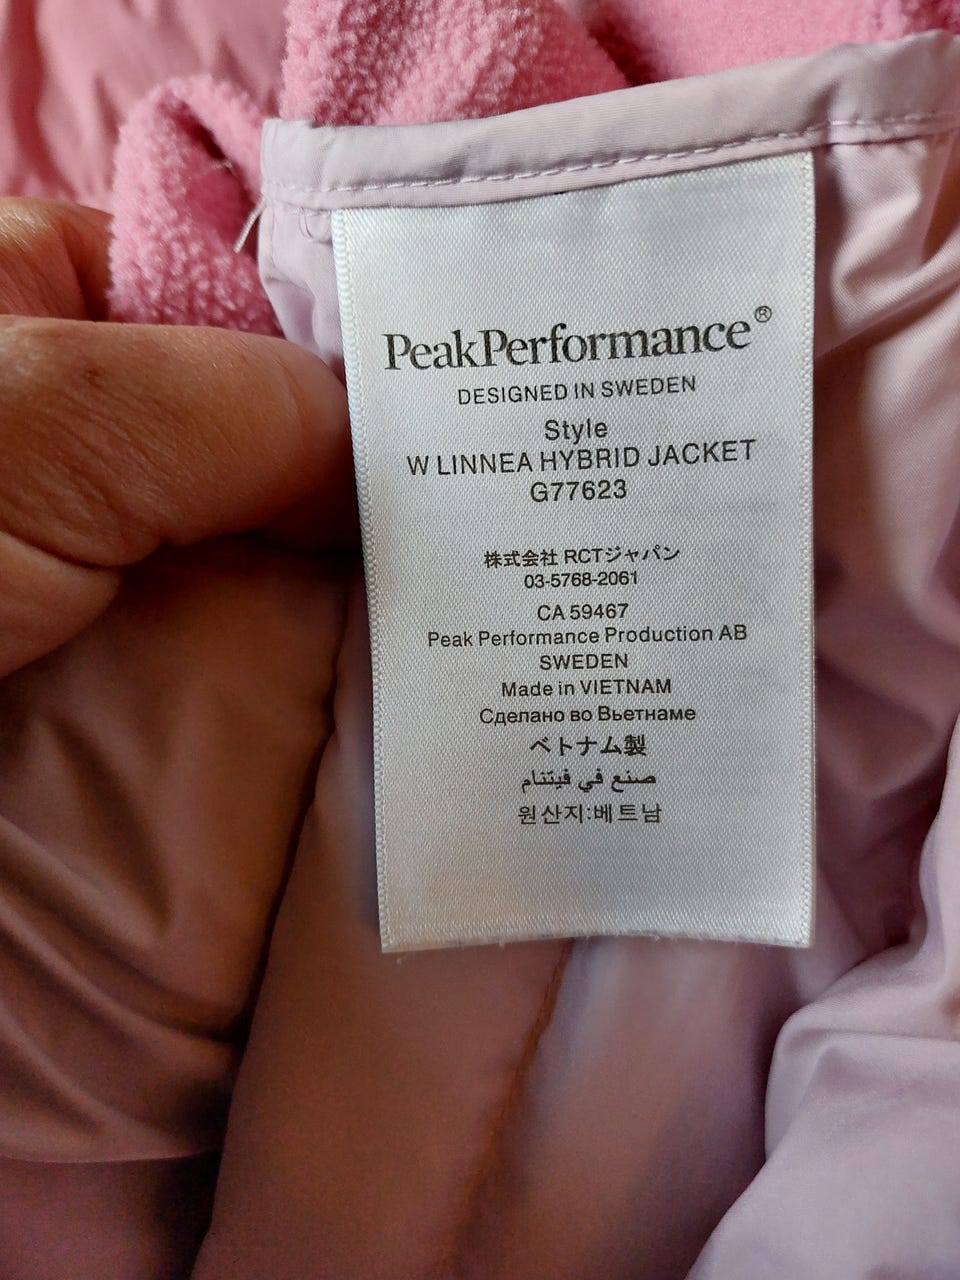 PeakPerformance®
DESIGNED IN SWEDEN
Style
W LINNEA HYBRID JACKET
G77623
株式会社 RCTジャパン
03-5768-2061
CA 59467
Peak Performance Production AB
SWEDEN
Made in VIETNAM
Сделано во Вьетнаме
ベトナム製
صنع في فيتنام
원산지:베트남